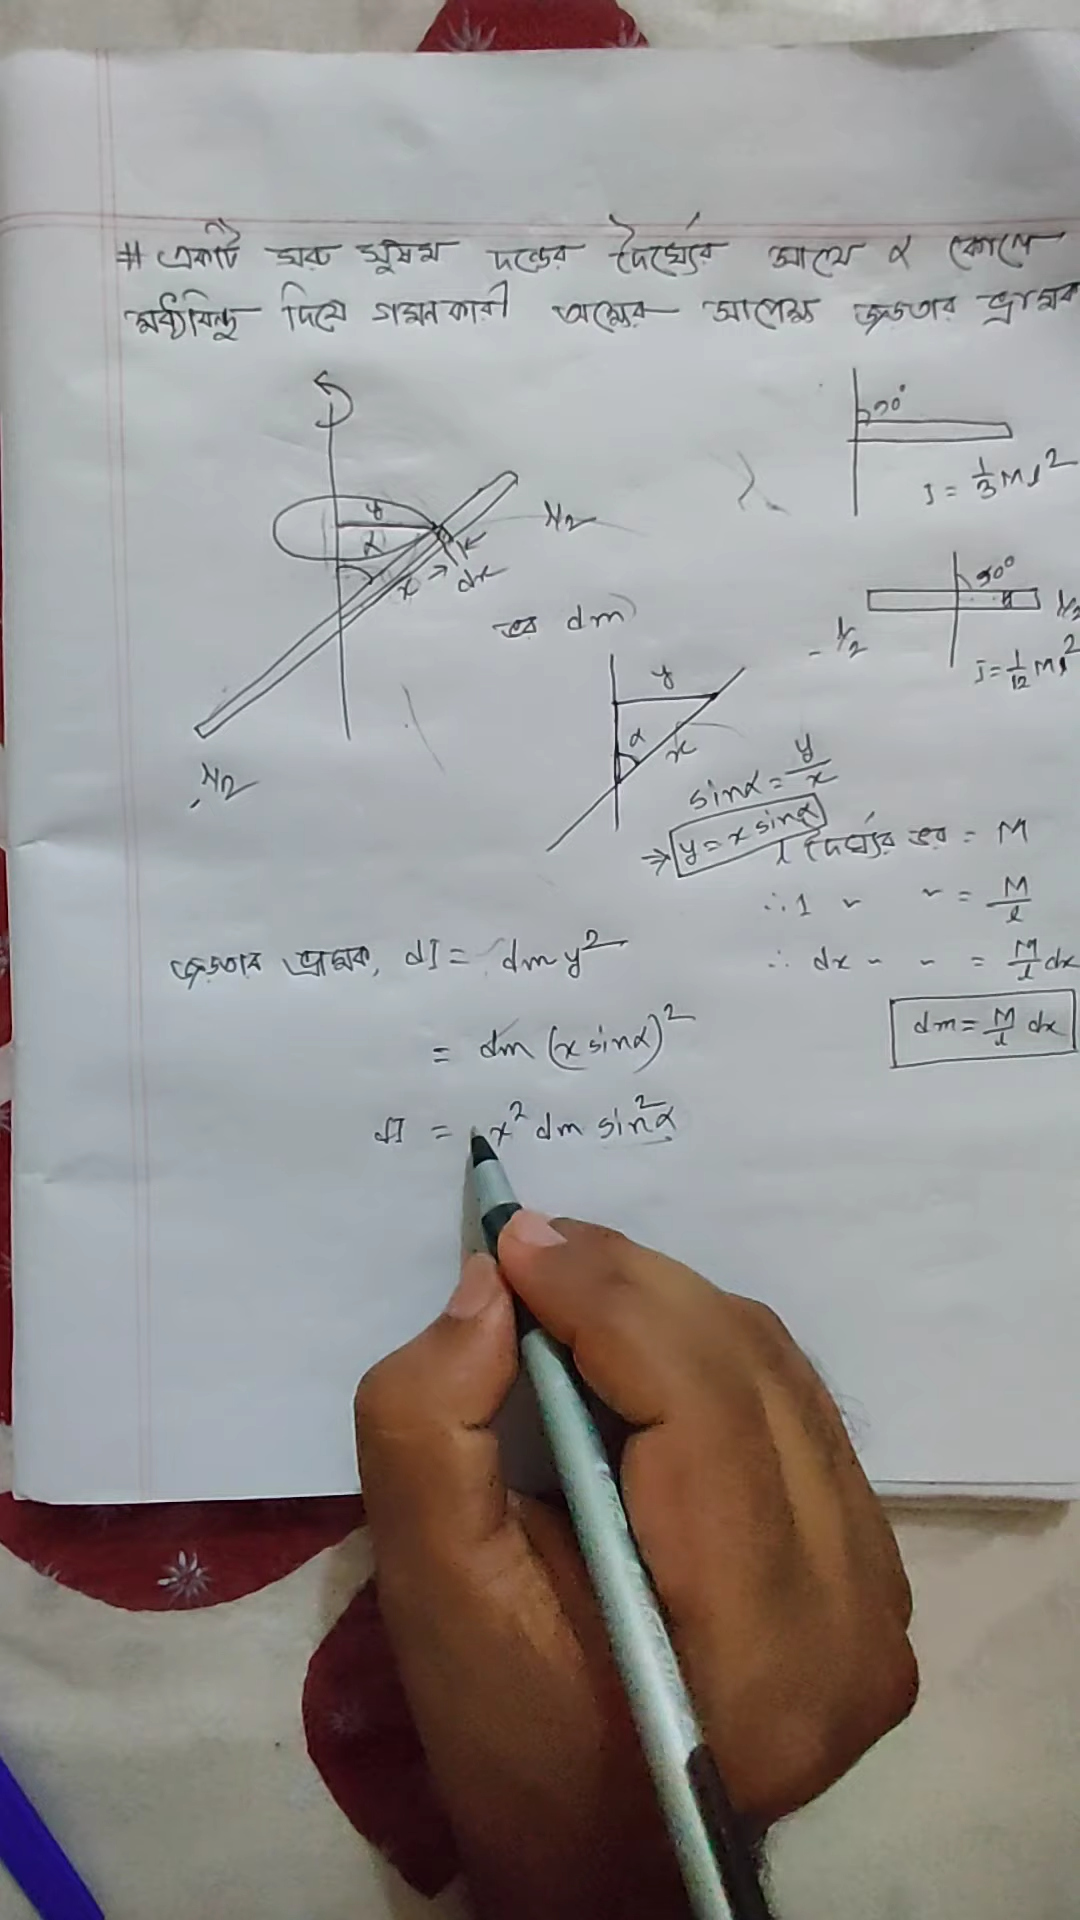 # একটি সরু সুষম দন্ডের দৈর্ঘ্যের সাথে α কোণে
মধ্যবিন্দু দিয়ে গমনকারী অক্ষের সাপেক্ষ জড়তার ভ্রামক
90°
I = 1/3 Ml²
y
α
x
dx
l/2
l/2
ভর dm
90°
-l/2
l/2
I = 1/12 Ml²
y
α
x
sinα = y/x
⇒ y = x sinα
l দৈর্ঘ্যের ভর = M
∴ 1 " " = M/l
∴ dx " " = M/l dx
dm = M/l dx
জড়তার ভ্রামক, dI = dm y²
= dm (x sinα)²
dI = x² dm sin²α